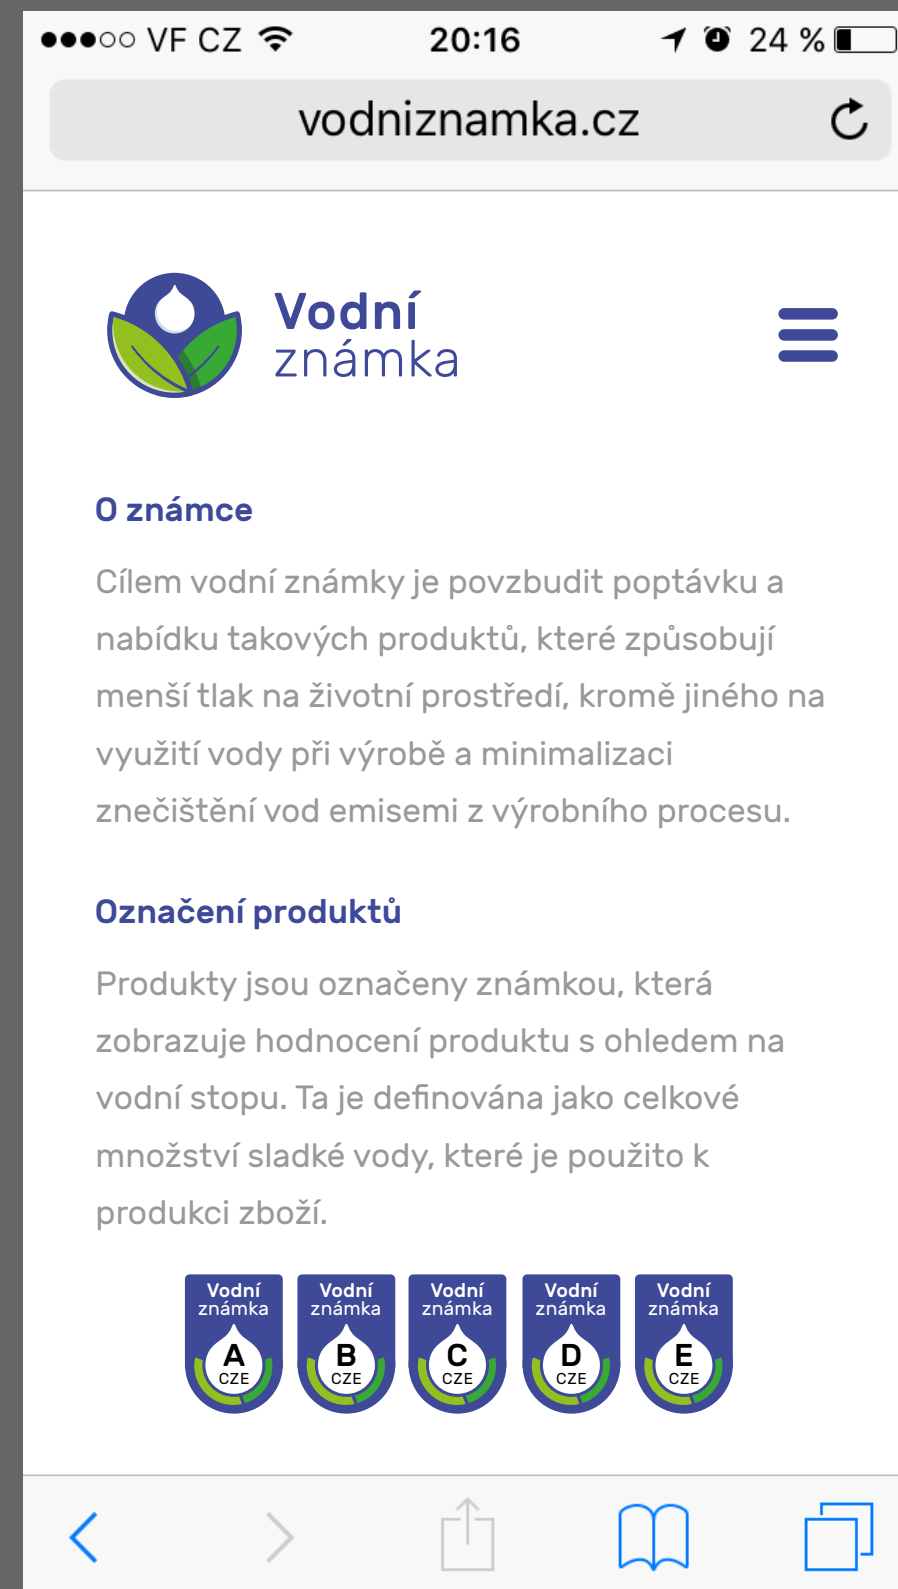 VF CZ 20:16 24 %
vodniznamka.cz
Vodní
známka
O známce
Cílem vodní známky je povzbudit poptávku a
nabídku takových produktů, které způsobují
menší tlak na životní prostředí, kromě jiného na
využití vody při výrobě a minimalizaci
znečištění vod emisemi z výrobního procesu.
Označení produktů
Produkty jsou označeny známkou, která
zobrazuje hodnocení produktu s ohledem na
vodní stopu. Ta je definována jako celkové
množství sladké vody, které je použito k
produkci zboží.
Vodní Vodní Vodní Vodní Vodní
známka známka známka známka známka
A B C D E
CZE CZE CZE CZE CZE